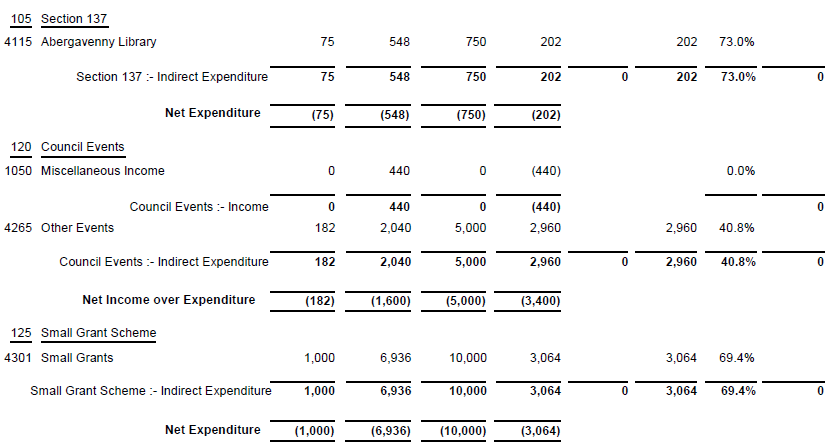 105 Section 137
4115 Abergavenny Library 75 548 750 202 202 73.0%
Section 137 :- Indirect Expenditure 75 548 750 202 0 202 73.0% 0
Net Expenditure (75) (548) (750) (202)
120 Council Events
1050 Miscellaneous Income 0 440 0 (440) 0.0%
Council Events :- Income 0 440 0 (440) 0
4265 Other Events 182 2,040 5,000 2,960 2,960 40.8%
Council Events :- Indirect Expenditure 182 2,040 5,000 2,960 0 2,960 40.8% 0
Net Income over Expenditure (182) (1,600) (5,000) (3,400)
125 Small Grant Scheme
4301 Small Grants 1,000 6,936 10,000 3,064 3,064 69.4%
Small Grant Scheme :- Indirect Expenditure 1,000 6,936 10,000 3,064 0 3,064 69.4% 0
Net Expenditure (1,000) (6,936) (10,000) (3,064)